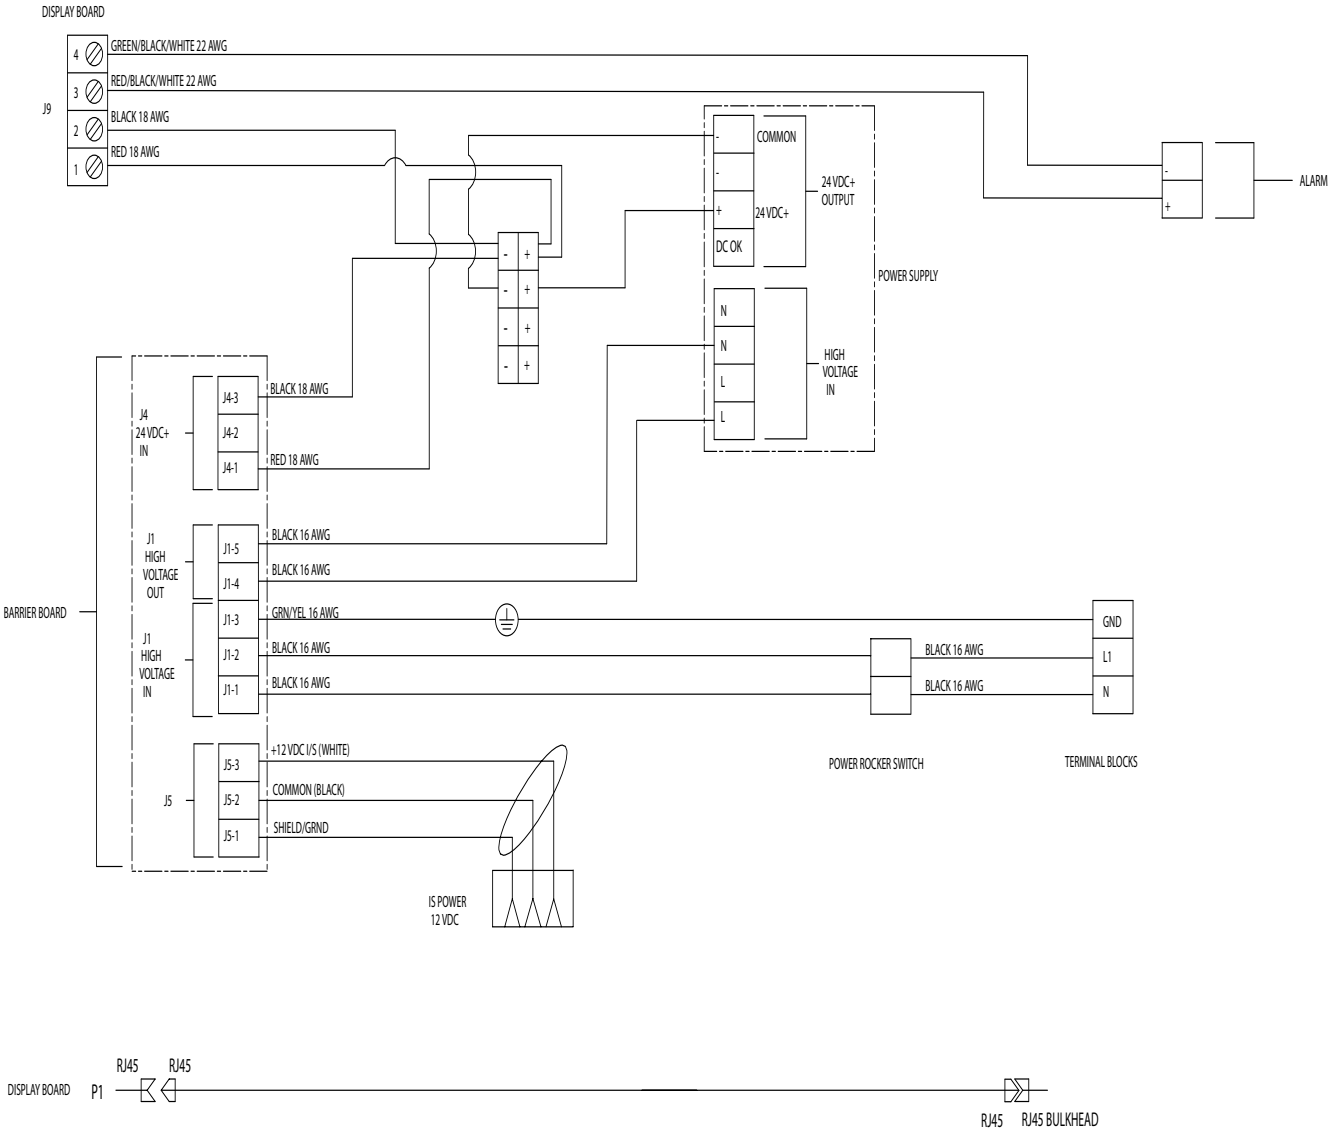 DISPLAY BOARD
J9
4
GREEN/BLACK/WHITE 22 AWG
3
RED/BLACK/WHITE 22 AWG
2
BLACK 18 AWG
1
RED 18 AWG
-
COMMON
-
+
24 VDC+
DC OK
24 VDC+
OUTPUT
POWER SUPPLY
N
N
L
L
HIGH
VOLTAGE
IN
-
+
ALARM
- +
- +
- +
- +
BARRIER BOARD
J4
24 VDC+
IN
J4-3
BLACK 18 AWG
J4-2
J4-1
RED 18 AWG
J1
HIGH
VOLTAGE
OUT
J1-5
BLACK 16 AWG
J1-4
BLACK 16 AWG
J1
HIGH
VOLTAGE
IN
J1-3
GRN/YEL 16 AWG
J1-2
BLACK 16 AWG
J1-1
BLACK 16 AWG
BLACK 16 AWG
BLACK 16 AWG
GND
L1
N
POWER ROCKER SWITCH
TERMINAL BLOCKS
J5
J5-3
+12 VDC I/S (WHITE)
J5-2
COMMON (BLACK)
J5-1
SHIELD/GRND
IS POWER
12 VDC
RJ45 RJ45
DISPLAY BOARD P1
RJ45 RJ45 BULKHEAD